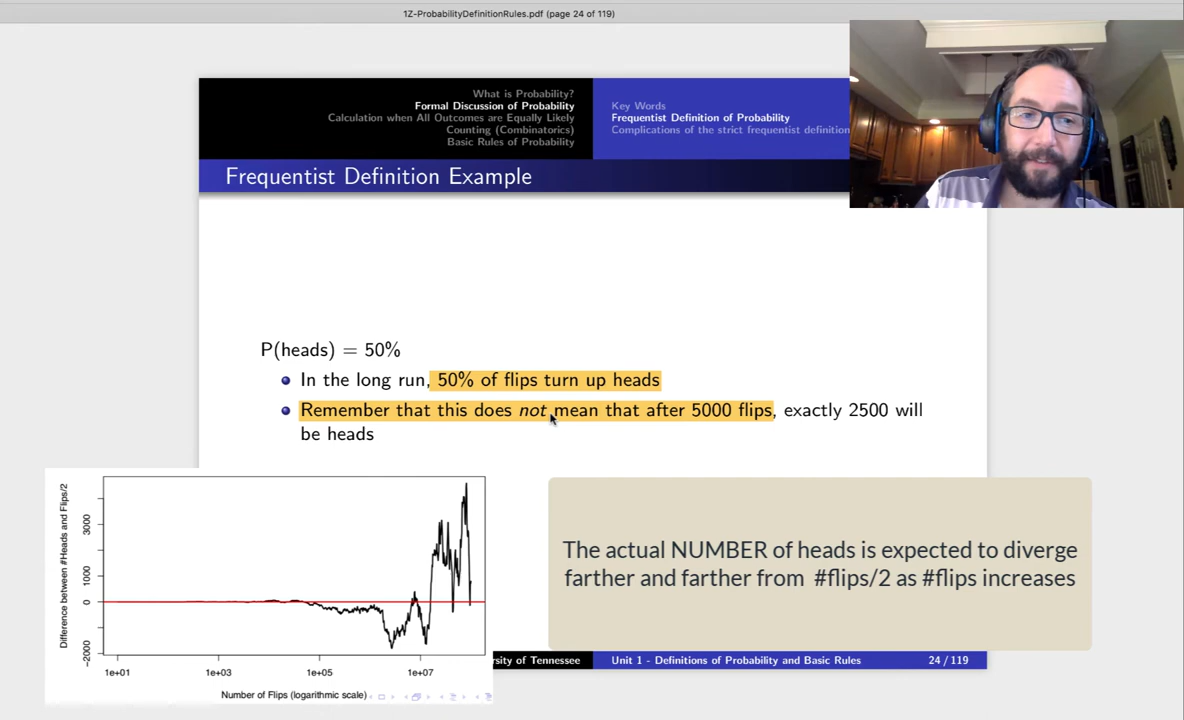 1Z-ProbabilityDefinitionRules.pdf (page 24 of 119)
What is Probability?
Formal Discussion of Probability
Calculation when All Outcomes are Equally Likely
Counting (Combinatorics)
Basic Rules of Probability
Key Words
Frequentist Definition of Probability
Complications of the strict frequentist definition
Frequentist Definition Example
P(heads) = 50%
In the long run, 50% of flips turn up heads
Remember that this does not mean that after 5000 flips, exactly 2500 will
be heads
Difference between #Heads and Flips/2
3000
1000
0
−2000
1e+01
1e+03
1e+05
1e+07
Number of Flips (logarithmic scale)
The actual NUMBER of heads is expected to diverge
farther and farther from #flips/2 as #flips increases
rsity of Tennessee
Unit 1 - Definitions of Probability and Basic Rules
24 / 119